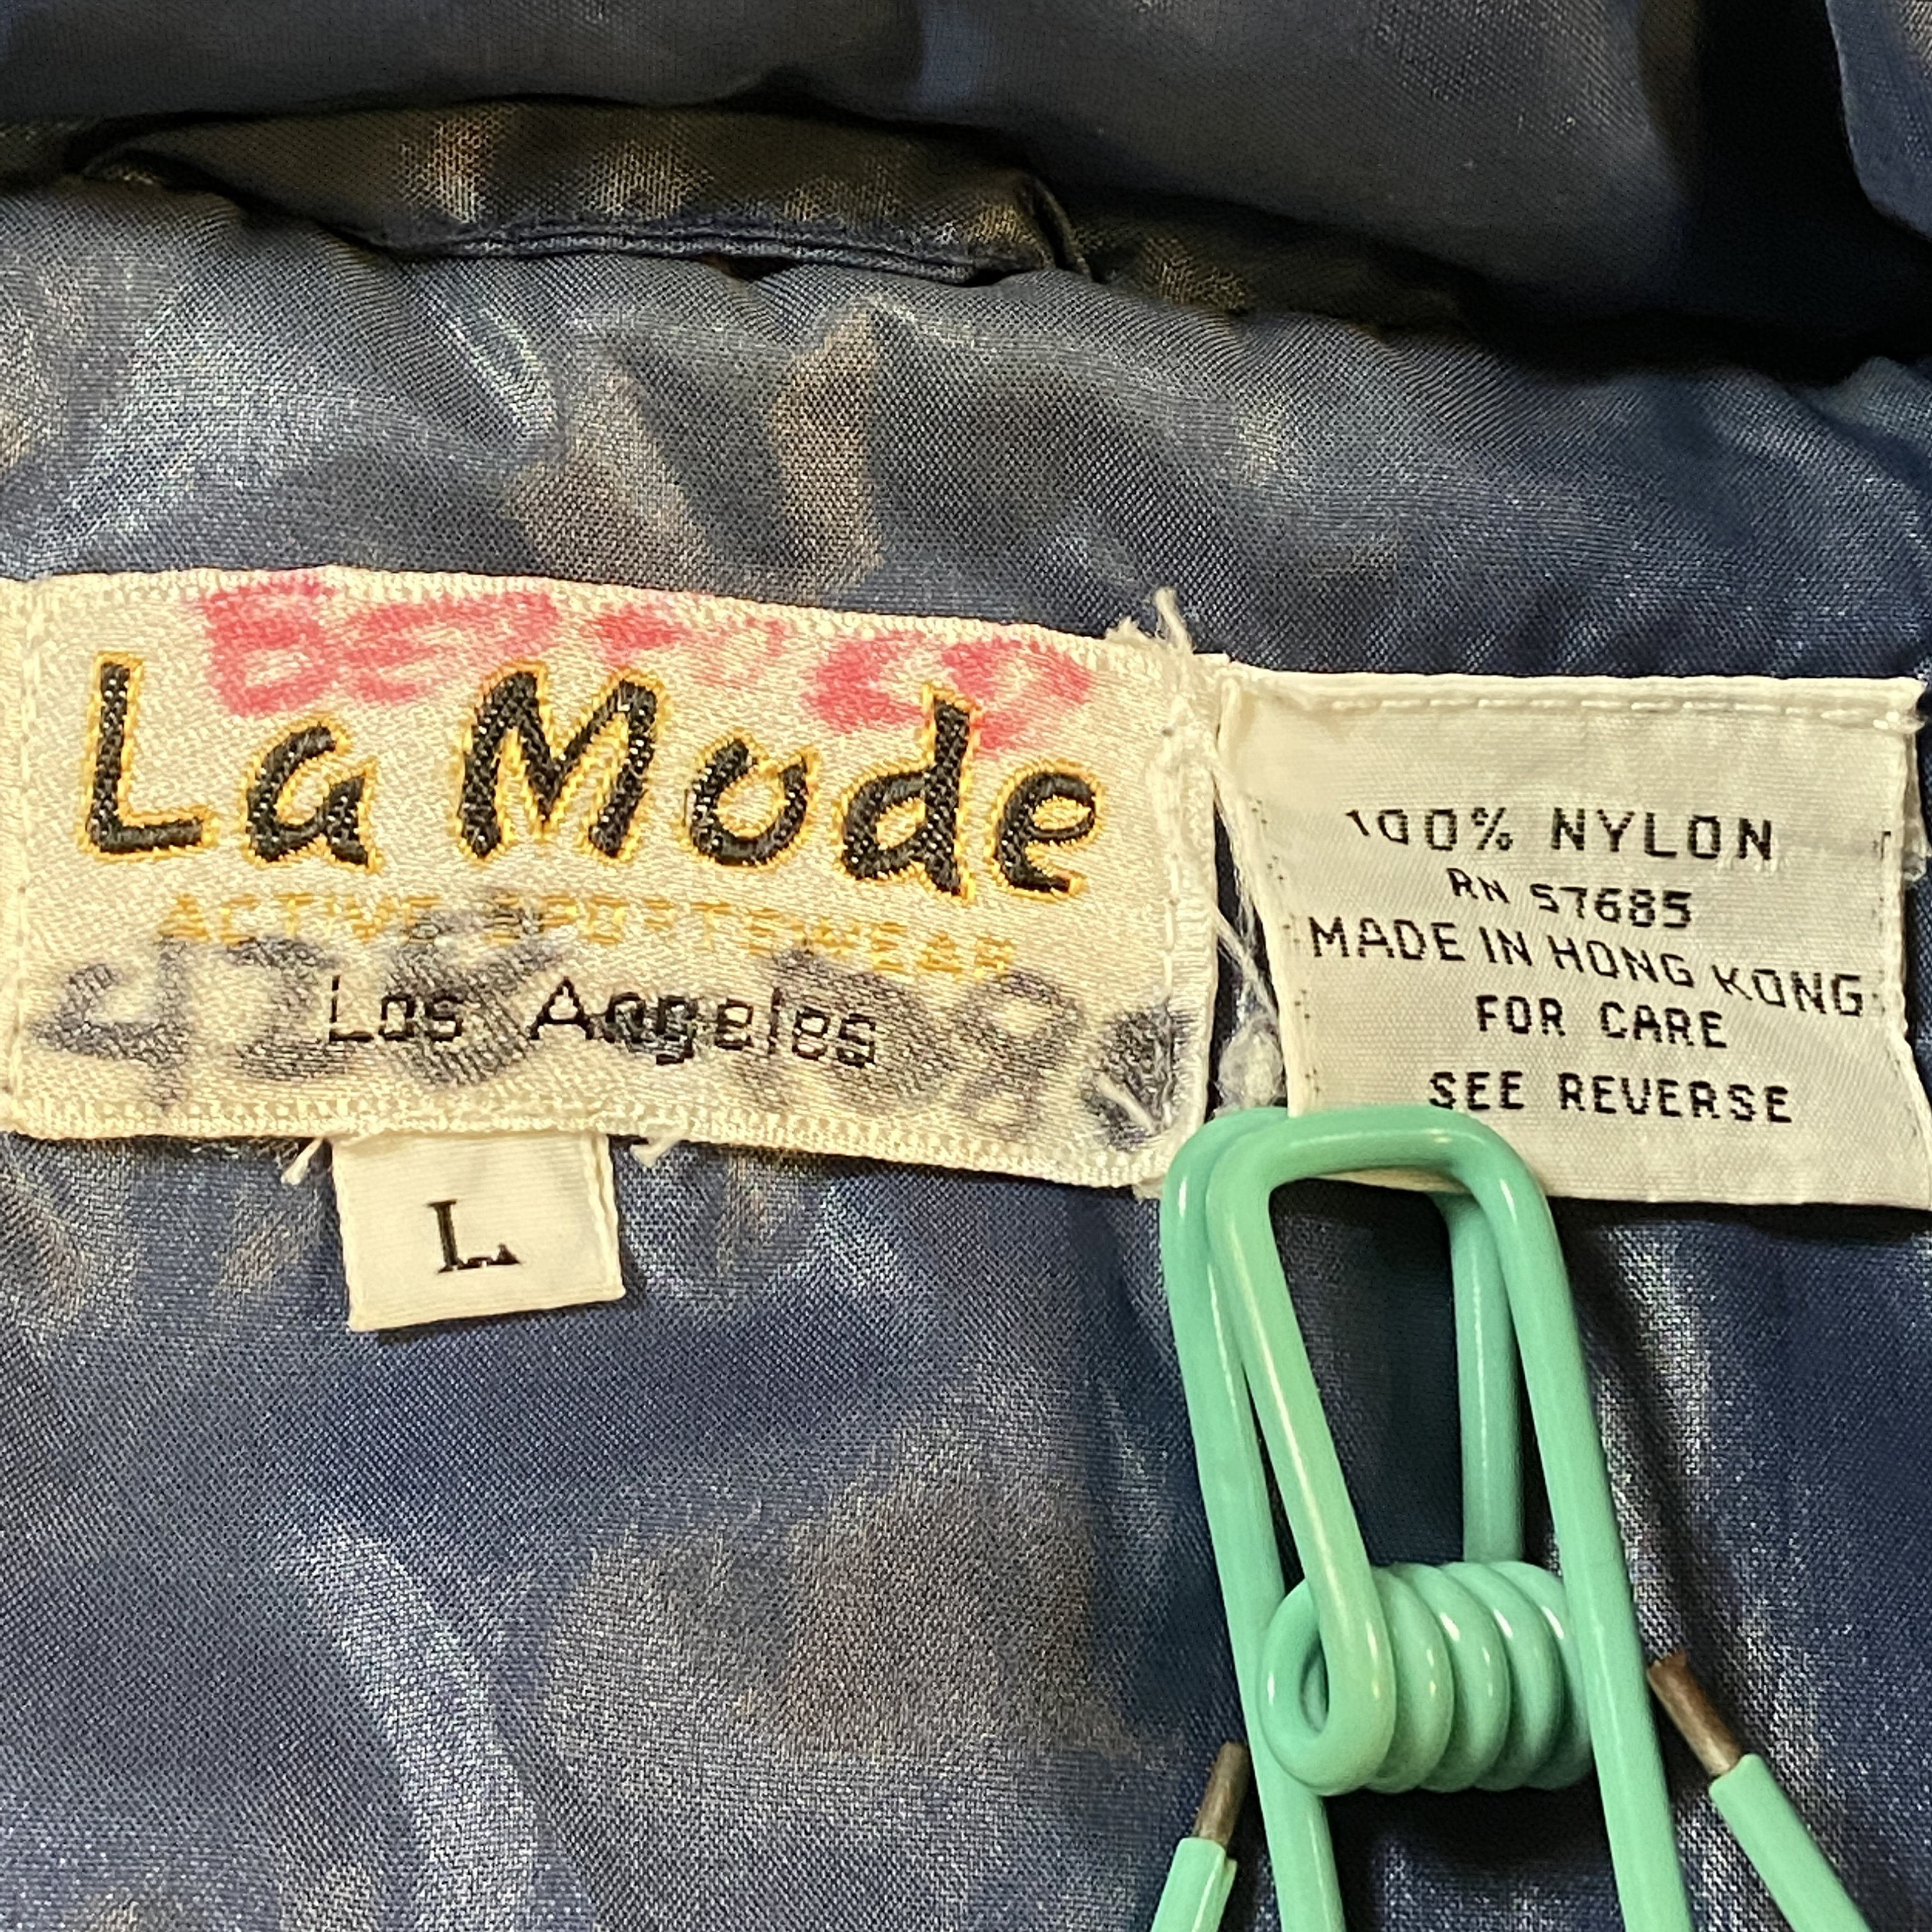 La Mode
ACTIVE SPORTSWEAR
Los Angeles
L
100% NYLON
RN 57685
MADE IN HONG KONG
FOR CARE
SEE REVERSE